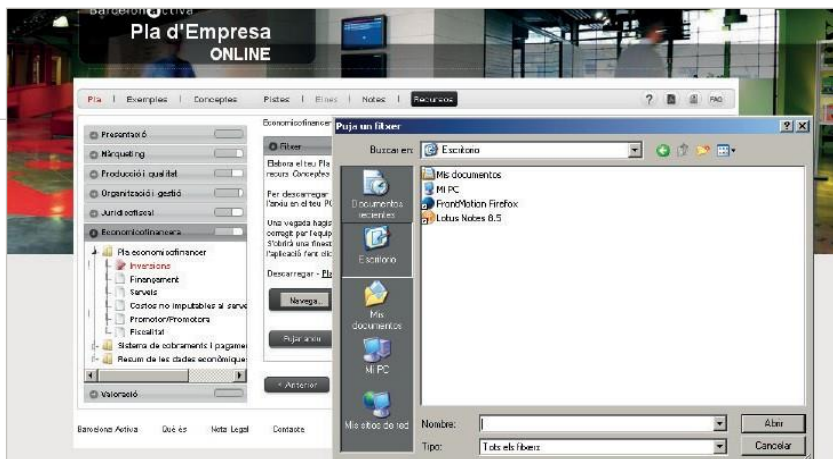 Barcelonactiva
Pla d'Empresa
ONLINE
Pla | Exemples | Conceptes Pistes | Eines | Notes | Recursos ? FAQ
Presentació
Màrqueting
Producció i qualitat
Organització i gestió
Jurídicofiscal
Economicofinancera
Pla economicofinancer
Inversions
Finançament
Serveis
Costos no imputables al serve
Promotor/Promotora
Fiscalitat
Sistema de cobraments i pagamen
Resum de les dades econòmique
Valoració
Economicofinancer
Fitxer
Elabora el teu Pla
recurs Conceptes
Per descarregar
l'arxiu en el teu PC
Una vegada hagis
corregit per l'equip
S'obrirà una finest
l'aplicació fent clic
Descarregar - Pla
Navega...
Pujar arxiu
< Anterior
Barcelona Activa Què és Nota Legal Contacte
Puja un fitxer ? X
Buscar en: Escritorio
Documentos
recientes
Escritorio
Mis
documentos
Mi PC
Mis sitios de red
Mis documentos
Mi PC
FrontMotion Firefox
Lotus Notes 8.5
Nombre: Abrir
Tipo: Tots els fitxers Cancelar